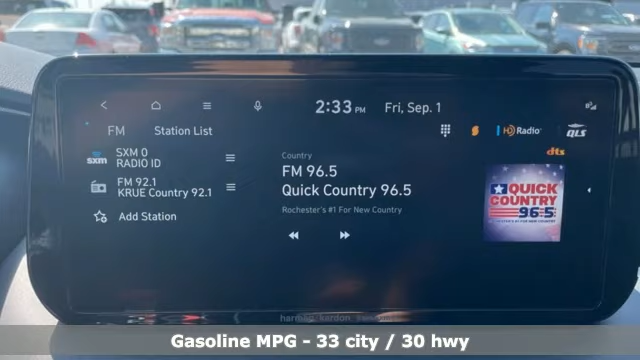 2:33 PM Fri, Sep. 1
FM Station List
HD Radio QLS
sxm SXM 0
RADIO ID
dts
FM 92.1
KRUE Country 92.1
Add Station
Country
FM 96.5
Quick Country 96.5
Rochester's #1 For New Country
QUICK
COUNTRY
96.5
harman/kardon
Gasoline MPG - 33 city / 30 hwy